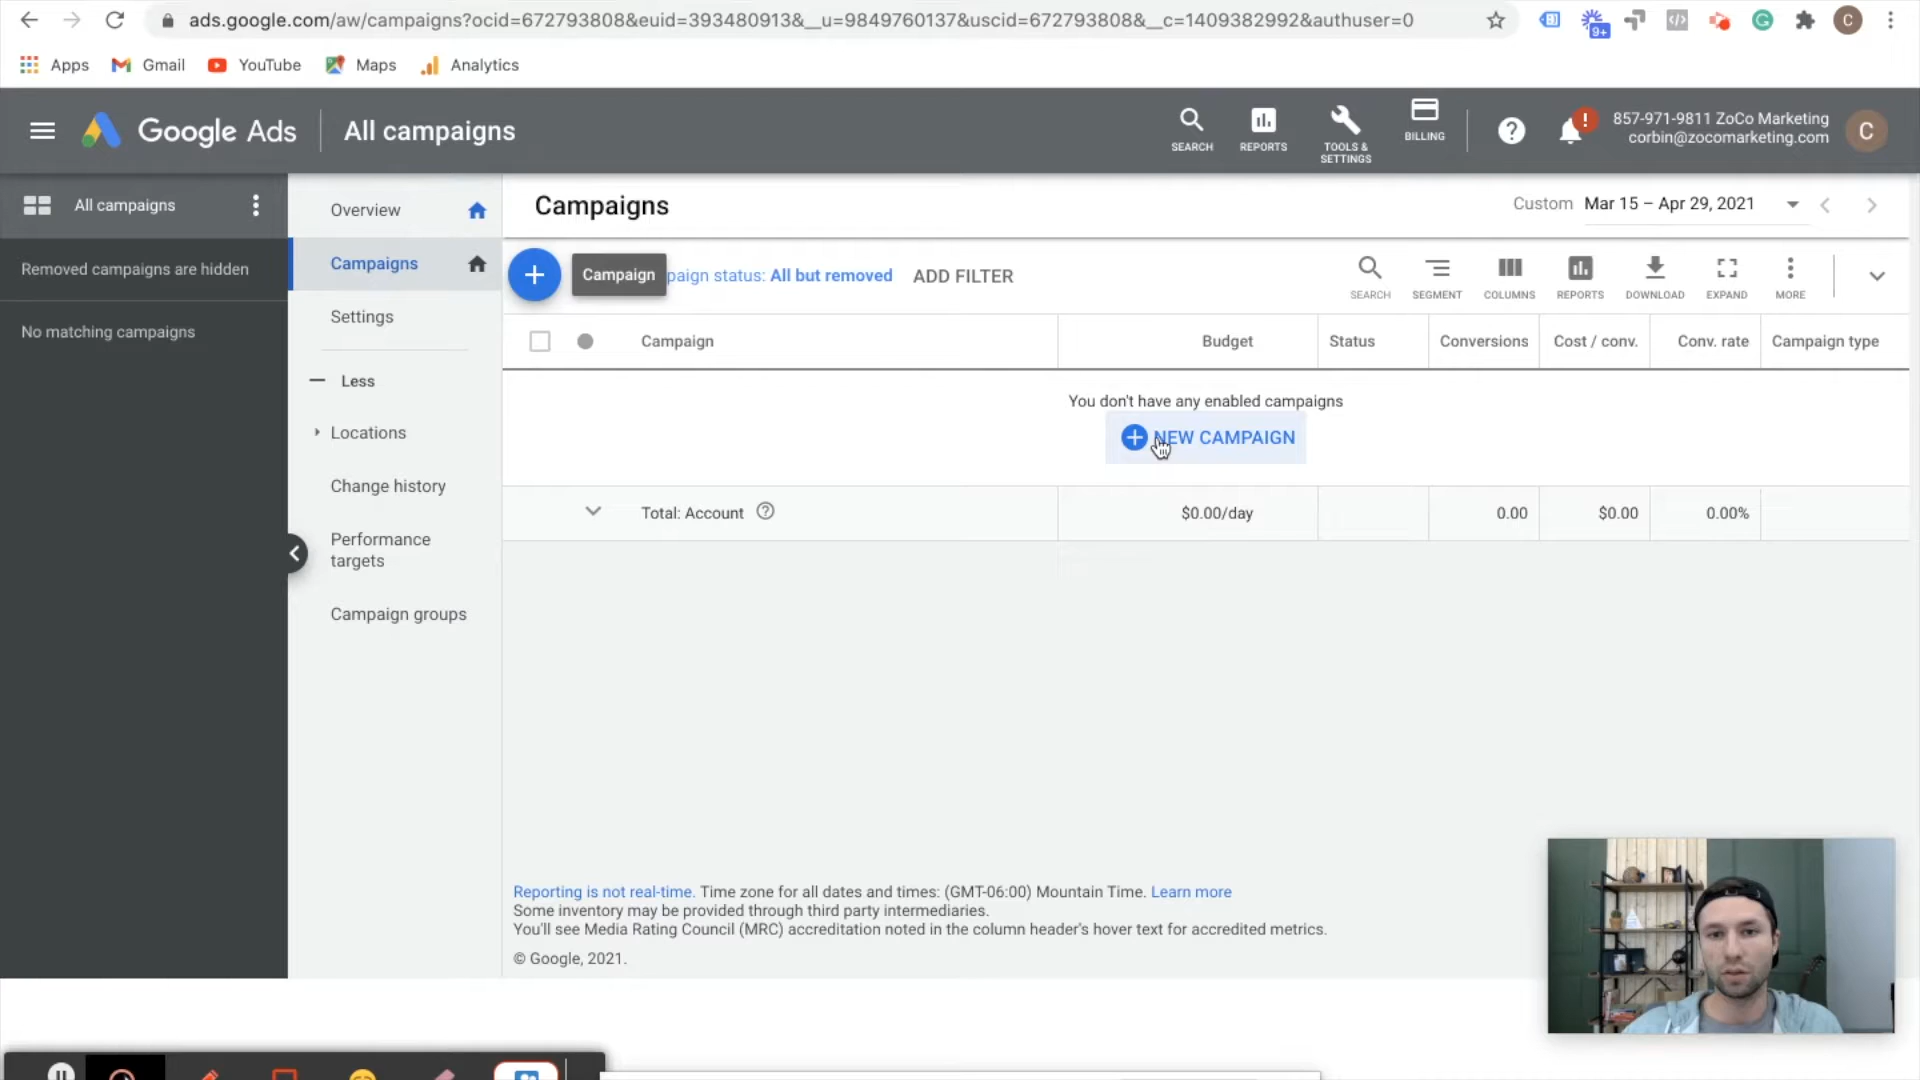 ads.google.com/aw/campaigns?ocid=672793808&euid=393480913&__u=9849760137&uscid=672793808&__c=1409382992&authuser=0
9+
C
Apps
Gmail
YouTube
Maps
Analytics
Google Ads
All campaigns
SEARCH
REPORTS
TOOLS &
SETTINGS
BILLING
?
!
857-971-9811 ZoCo Marketing
corbin@zocomarketing.com
C
All campaigns
Removed campaigns are hidden
No matching campaigns
Overview
Campaigns
Settings
Less
Locations
Change history
Performance
targets
Campaign groups
Campaigns
Custom Mar 15 – Apr 29, 2021
Campaign
paign status: All but removed
ADD FILTER
SEARCH
SEGMENT
COLUMNS
REPORTS
DOWNLOAD
EXPAND
MORE
Campaign
Budget
Status
Conversions
Cost / conv.
Conv. rate
Campaign type
You don't have any enabled campaigns
NEW CAMPAIGN
Total: Account
$0.00/day
0.00
$0.00
0.00%
Reporting is not real-time. Time zone for all dates and times: (GMT-06:00) Mountain Time. Learn more
Some inventory may be provided through third party intermediaries.
You'll see Media Rating Council (MRC) accreditation noted in the column header's hover text for accredited metrics.
© Google, 2021.